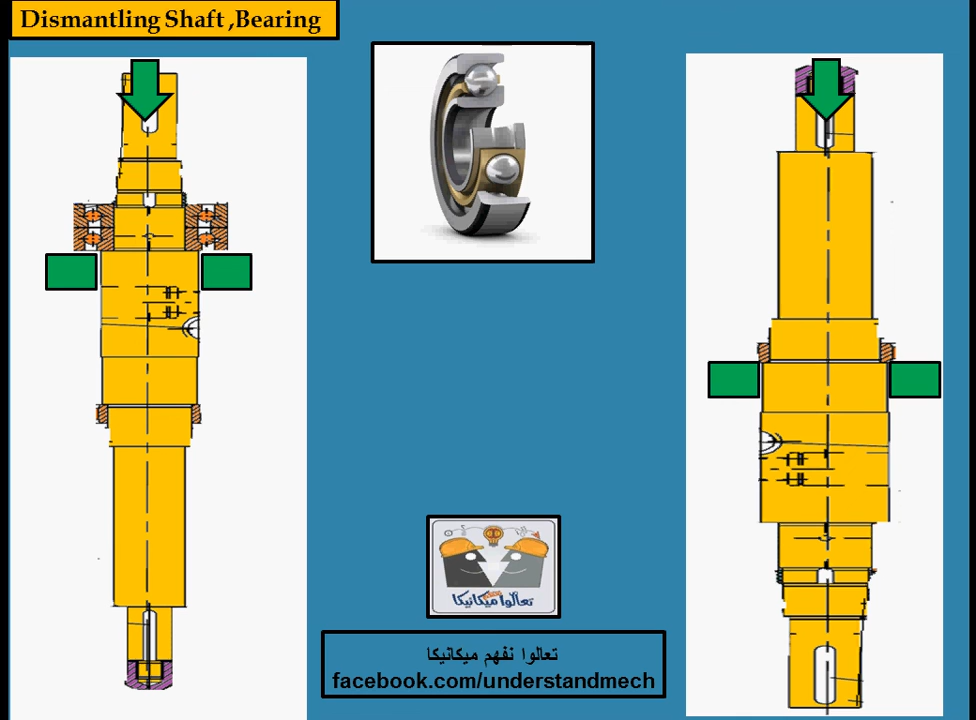 Dismantling Shaft ,Bearing
تعالوا نفهم ميكانيكا
تعالوا نفهم ميكانيكا
facebook.com/understandmech